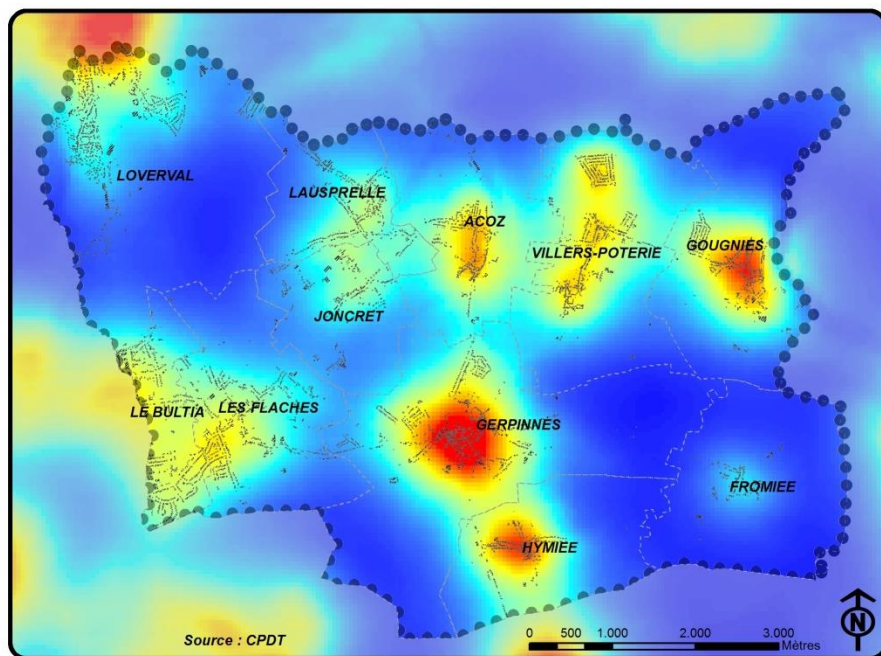 LOVERVAL
LAUSPRELLE
ACOZ
VILLERS-POTERIE
GOUGNIES
JONCRET
LE BULTIA
LES FLACHES
GERPINNES
FROMIEE
HYMIEE
Source : CPDT
0 500 1.000 2.000 3.000
Mètres
N